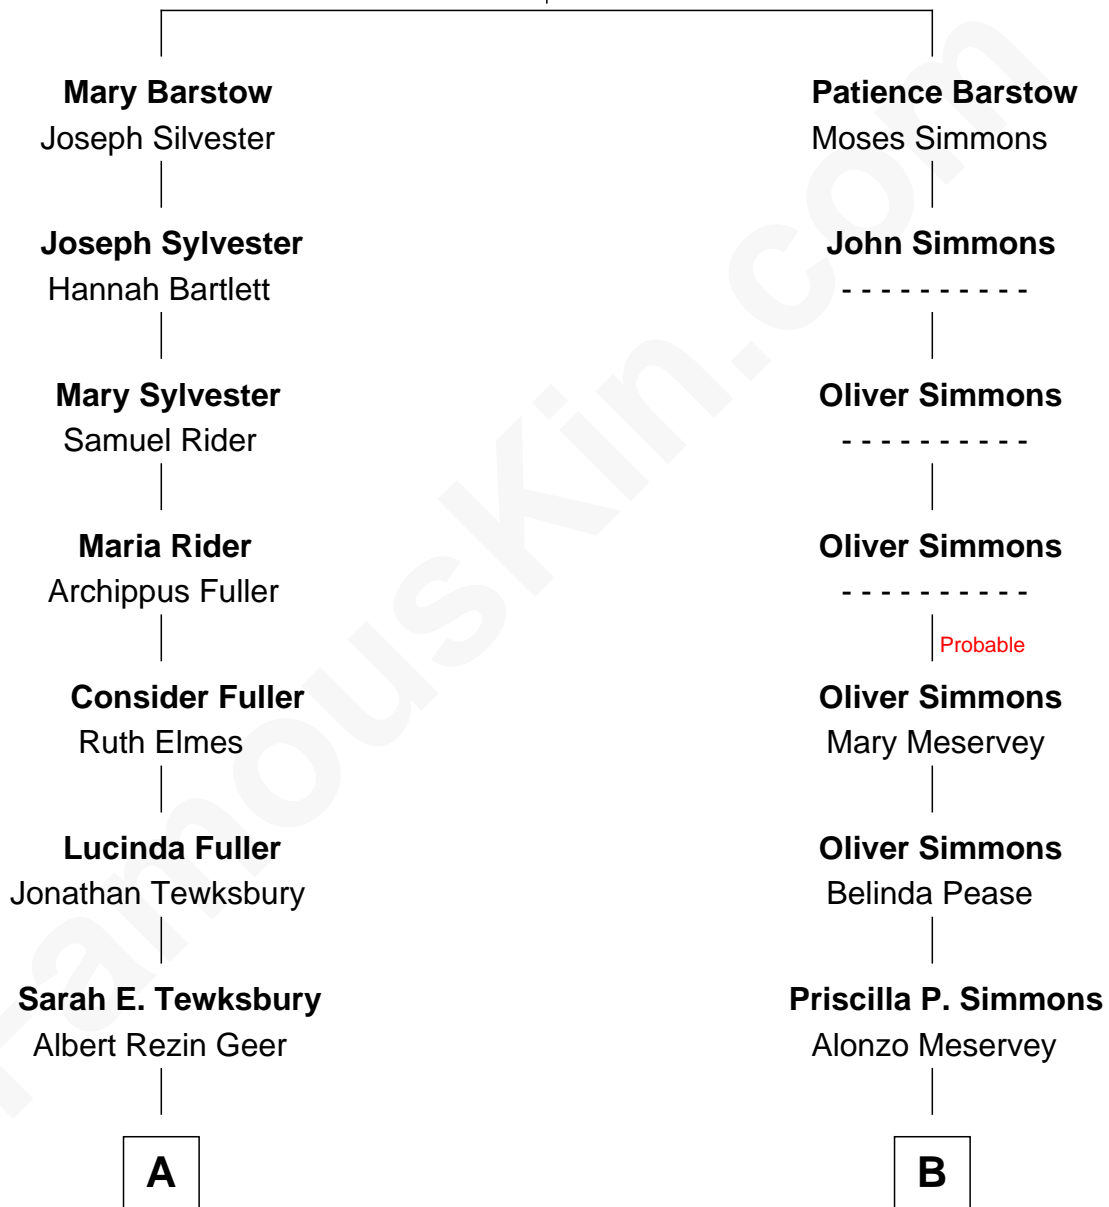 Mary Barstow
Joseph Silvester
Patience Barstow
Moses Simmons
Joseph Sylvester
Hannah Bartlett
John Simmons
- - - - - - - - - -
Mary Sylvester
Samuel Rider
Oliver Simmons
- - - - - - - - - -
Maria Rider
Archippus Fuller
Oliver Simmons
- - - - - - - - - -
Probable
Consider Fuller
Ruth Elmes
Oliver Simmons
Mary Meservey
Lucinda Fuller
Jonathan Tewksbury
Oliver Simmons
Belinda Pease
Sarah E. Tewksbury
Albert Rezin Geer
Priscilla P. Simmons
Alonzo Meservey
A
B
FamousKin.com